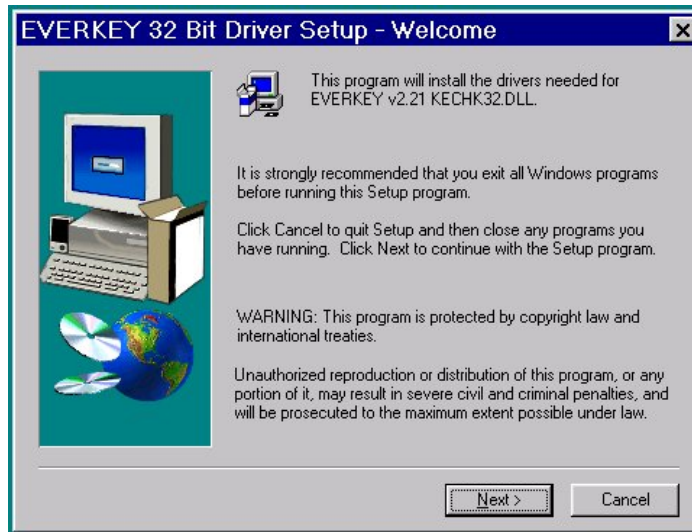 EVERKEY 32 Bit Driver Setup - Welcome
This program will install the drivers needed for
EVERKEY v2.21 KECHK32.DLL.
It is strongly recommended that you exit all Windows programs
before running this Setup program.
Click Cancel to quit Setup and then close any programs you
have running. Click Next to continue with the Setup program.
WARNING: This program is protected by copyright law and
international treaties.
Unauthorized reproduction or distribution of this program, or any
portion of it, may result in severe civil and criminal penalties, and
will be prosecuted to the maximum extent possible under law.
Next >
Cancel